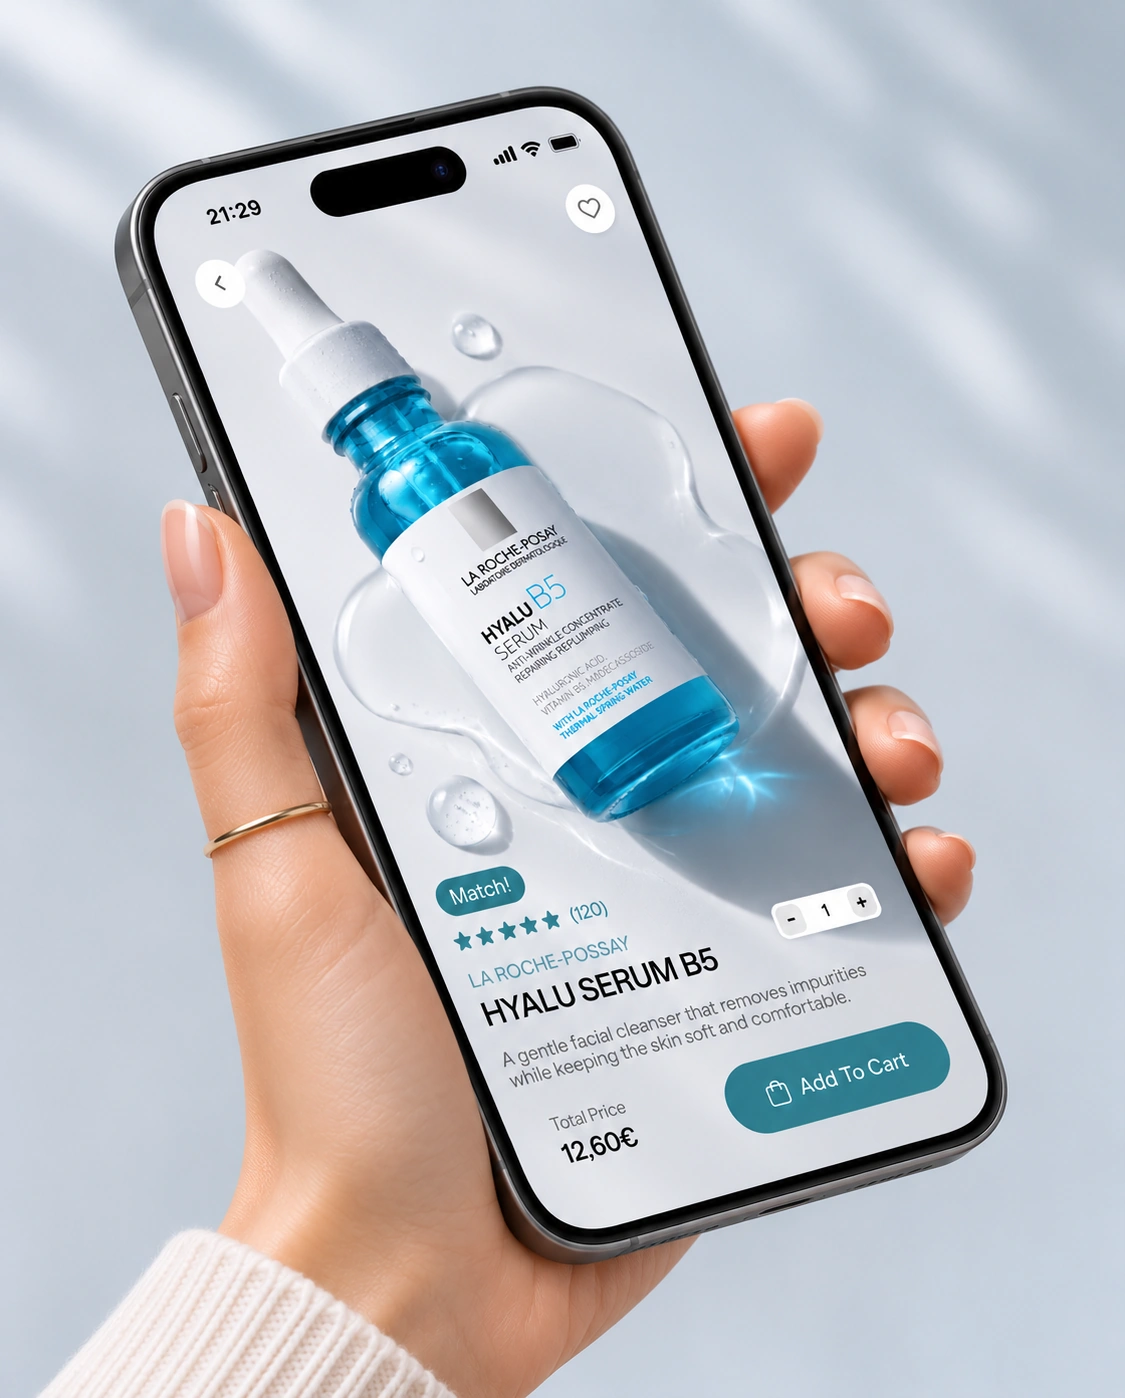 21:29
LA ROCHE-POSAY
LABORATOIRE DERMATOLOGIQUE
HYALU B5
SERUM
ANTI-WRINKLE CONCENTRATE
REPAIRING REPLUMPING
HYALURONIC ACID.
VITAMIN B5, MADECASSOSIDE
WITH LA ROCHE-POSAY
THERMAL SPRING WATER
Match!
(120)
- 1 +
LA ROCHE-POSSAY
HYALU SERUM B5
A gentle facial cleanser that removes impurities
while keeping the skin soft and comfortable.
Total Price
12,60€
Add To Cart